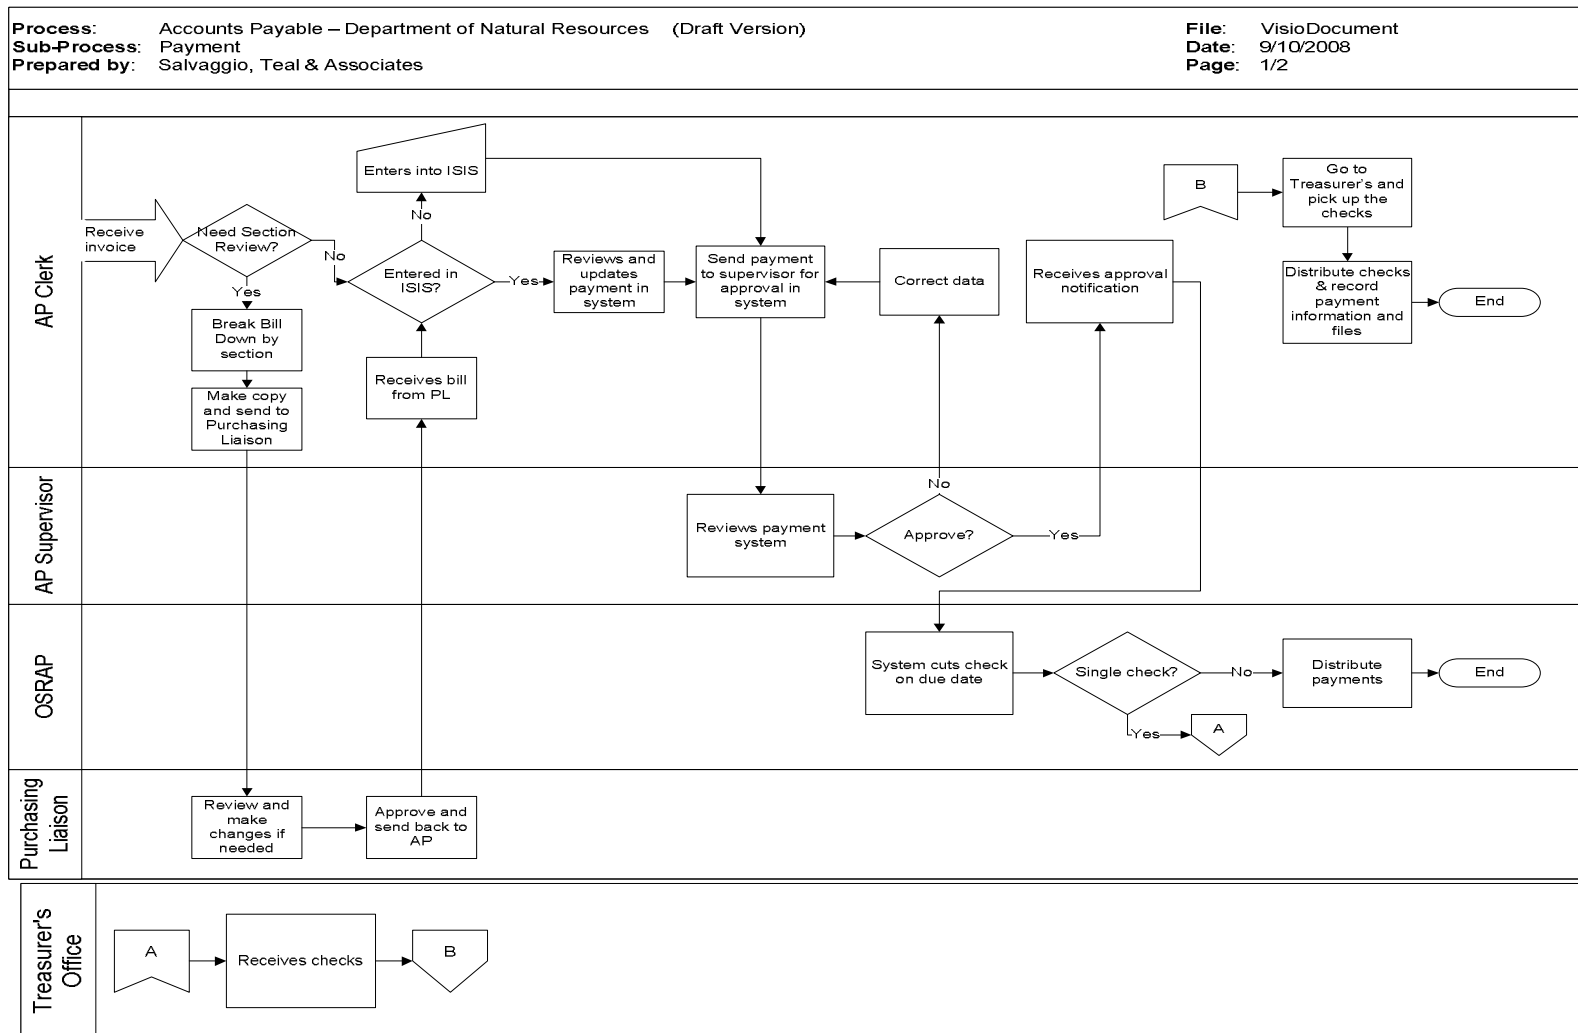 Process: Accounts Payable – Department of Natural Resources (Draft Version)
Sub-Process: Payment
Prepared by: Salvaggio, Teal & Associates
File: VisioDocument
Date: 9/10/2008
Page: 1/2
AP Clerk
Receive
invoice
Need Section
Review?
No
Yes
Break Bill
Down by
section
Make copy
and send to
Purchasing
Liaison
Enters into ISIS
No
Entered in
ISIS?
Yes
Receives bill
from PL
Reviews and
updates
payment in
system
Send payment
to supervisor for
approval in
system
Correct data
Receives approval
notification
B
Go to
Treasurer's and
pick up the
checks
Distribute checks
& record
payment
information and
files
End
AP Supervisor
Reviews payment
system
No
Approve?
Yes
OSRAP
System cuts check
on due date
Single check?
No
Yes
A
Distribute
payments
End
Purchasing
Liaison
Review and
make
changes if
needed
Approve and
send back to
AP
Treasurer's
Office
A
Receives checks
B